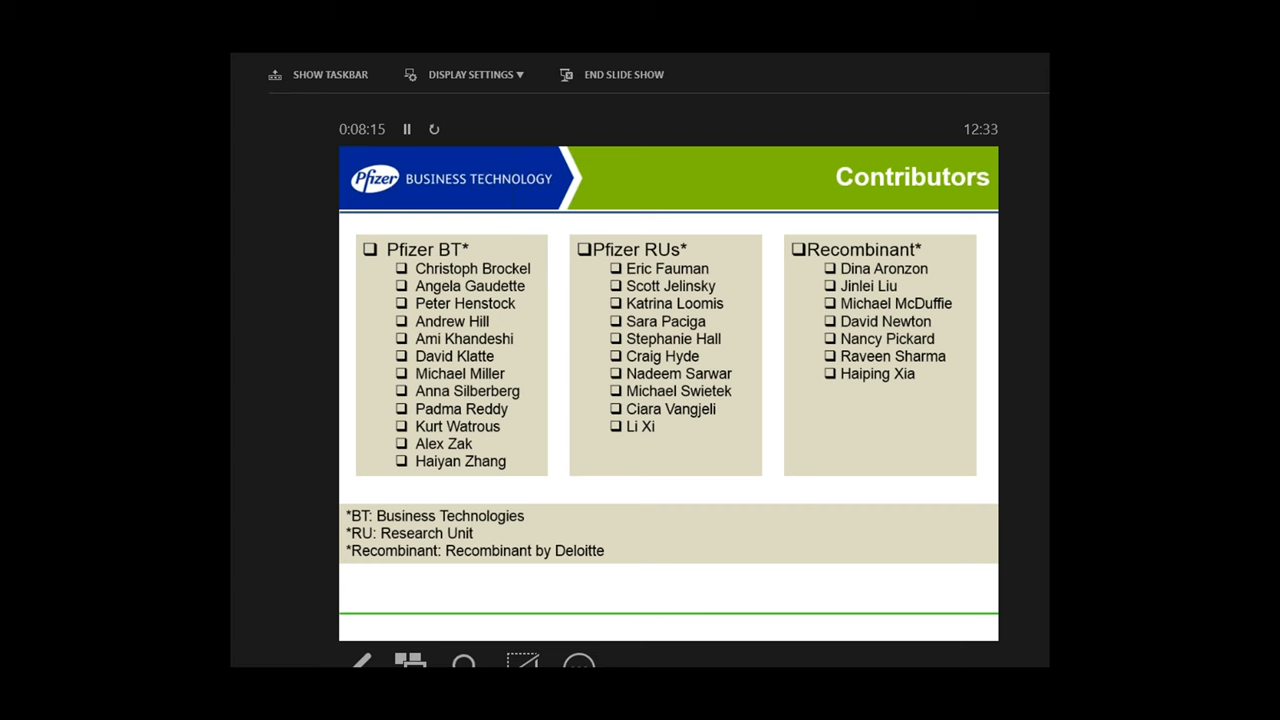 SHOW TASKBAR
DISPLAY SETTINGS ▼
END SLIDE SHOW
0:08:15
12:33
Pfizer BUSINESS TECHNOLOGY
Contributors
Pfizer BT*
Christoph Brockel
Angela Gaudette
Peter Henstock
Andrew Hill
Ami Khandeshi
David Klatte
Michael Miller
Anna Silberberg
Padma Reddy
Kurt Watrous
Alex Zak
Haiyan Zhang
Pfizer RUs*
Eric Fauman
Scott Jelinsky
Katrina Loomis
Sara Paciga
Stephanie Hall
Craig Hyde
Nadeem Sarwar
Michael Swietek
Ciara Vangjeli
Li Xi
Recombinant*
Dina Aronzon
Jinlei Liu
Michael McDuffie
David Newton
Nancy Pickard
Raveen Sharma
Haiping Xia
*BT: Business Technologies
*RU: Research Unit
*Recombinant: Recombinant by Deloitte